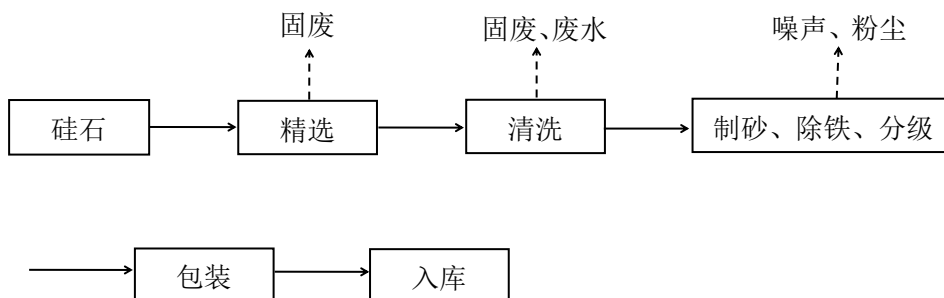 固废 固废、废水 噪声、粉尘
硅石 精选 清洗 制砂、除铁、分级
包装 入库